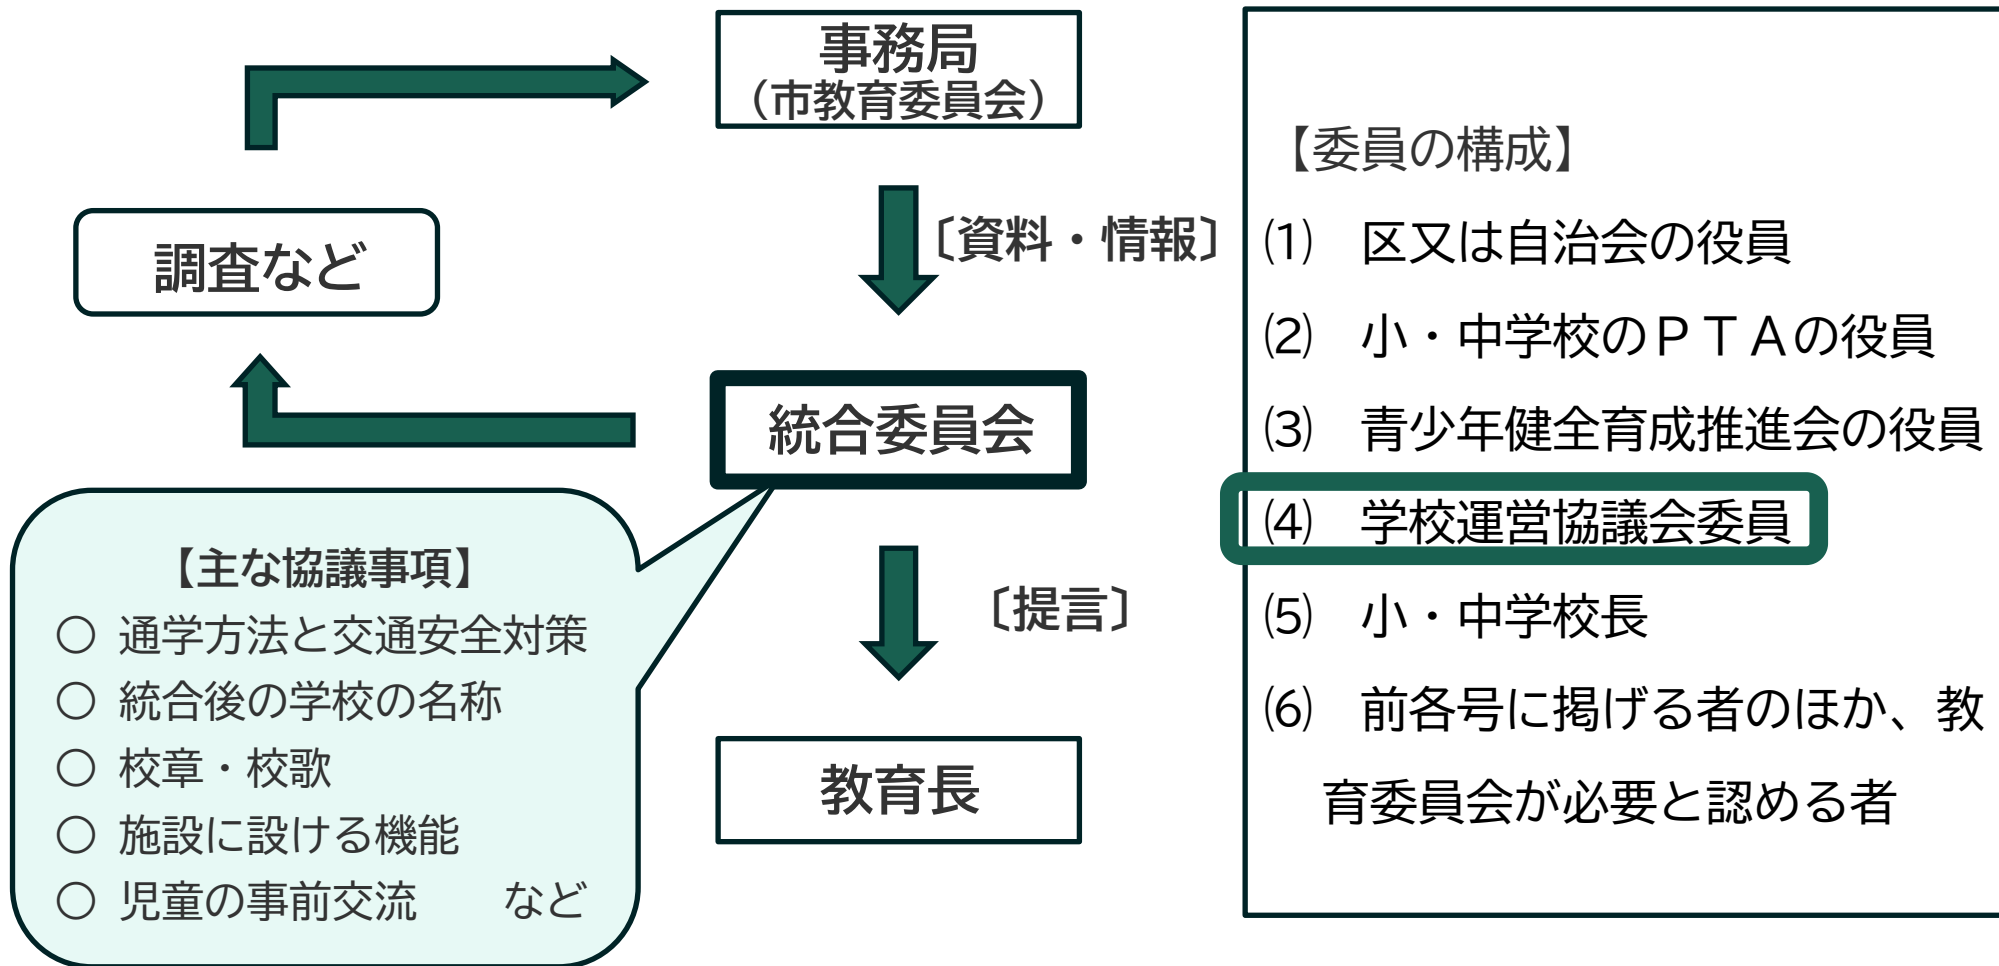 事務局
（市教育委員会）
〔資料・情報〕
調査など
統合委員会
〔提言〕
教育長
【主な協議事項】
○ 通学方法と交通安全対策
○ 統合後の学校の名称
○ 校章・校歌
○ 施設に設ける機能
○ 児童の事前交流　　など
【委員の構成】
⑴　区又は自治会の役員
⑵　小・中学校のＰＴＡの役員
⑶　青少年健全育成推進会の役員
⑷　学校運営協議会委員
⑸　小・中学校長
⑹　前各号に掲げる者のほか、教
育委員会が必要と認める者